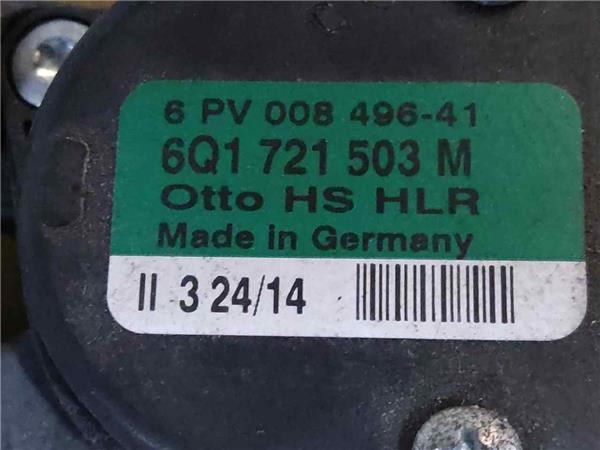 6 PV 008 496-41
6Q1 721 503 M
Otto HS HLR
Made in Germany
II 3 24/14